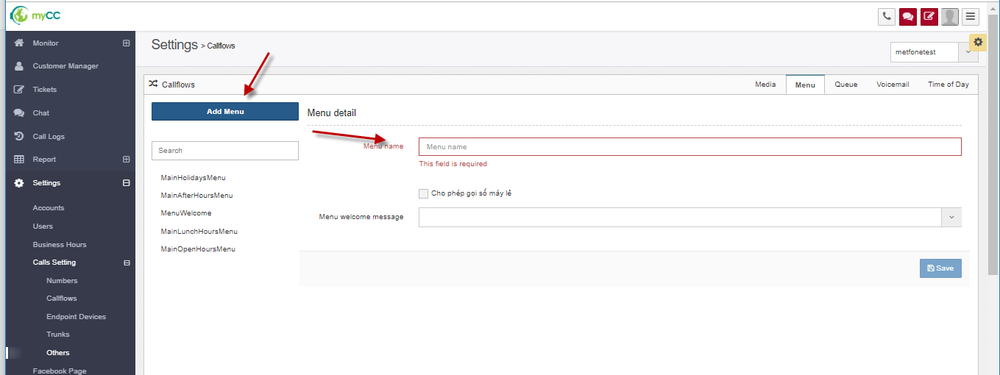 myCC
Monitor
Customer Manager
Tickets
Chat
Call Logs
Report
Settings
Accounts
Users
Business Hours
Calls Setting
Numbers
Callflows
Endpoint Devices
Trunks
Others
Facebook Page
Settings > Callflows
metfonetest
Callflows
Media
Menu
Queue
Voicemail
Time of Day
Add Menu
Search
MainHolidaysMenu
MainAfterHoursMenu
MenuWelcome
MainLunchHoursMenu
MainOpenHoursMenu
Menu detail
Menu name
Menu name
This field is required
Cho phép gọi số máy lẻ
Menu welcome message
Save